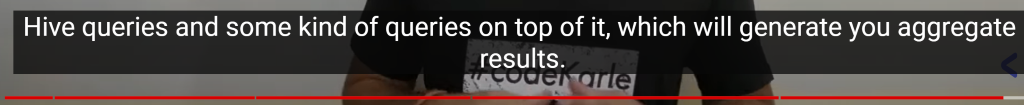 Hive queries and some kind of queries on top of it, which will generate you aggregate
results.
#codeKarle